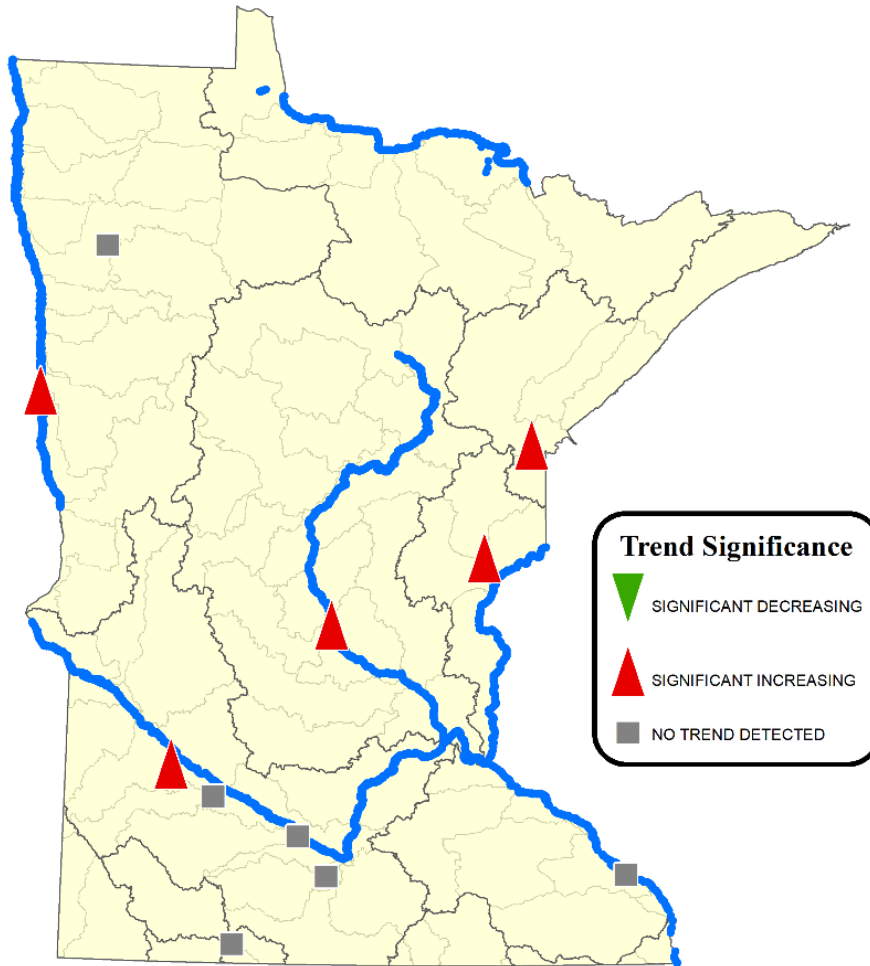 Trend Significance
SIGNIFICANT DECREASING
SIGNIFICANT INCREASING
NO TREND DETECTED